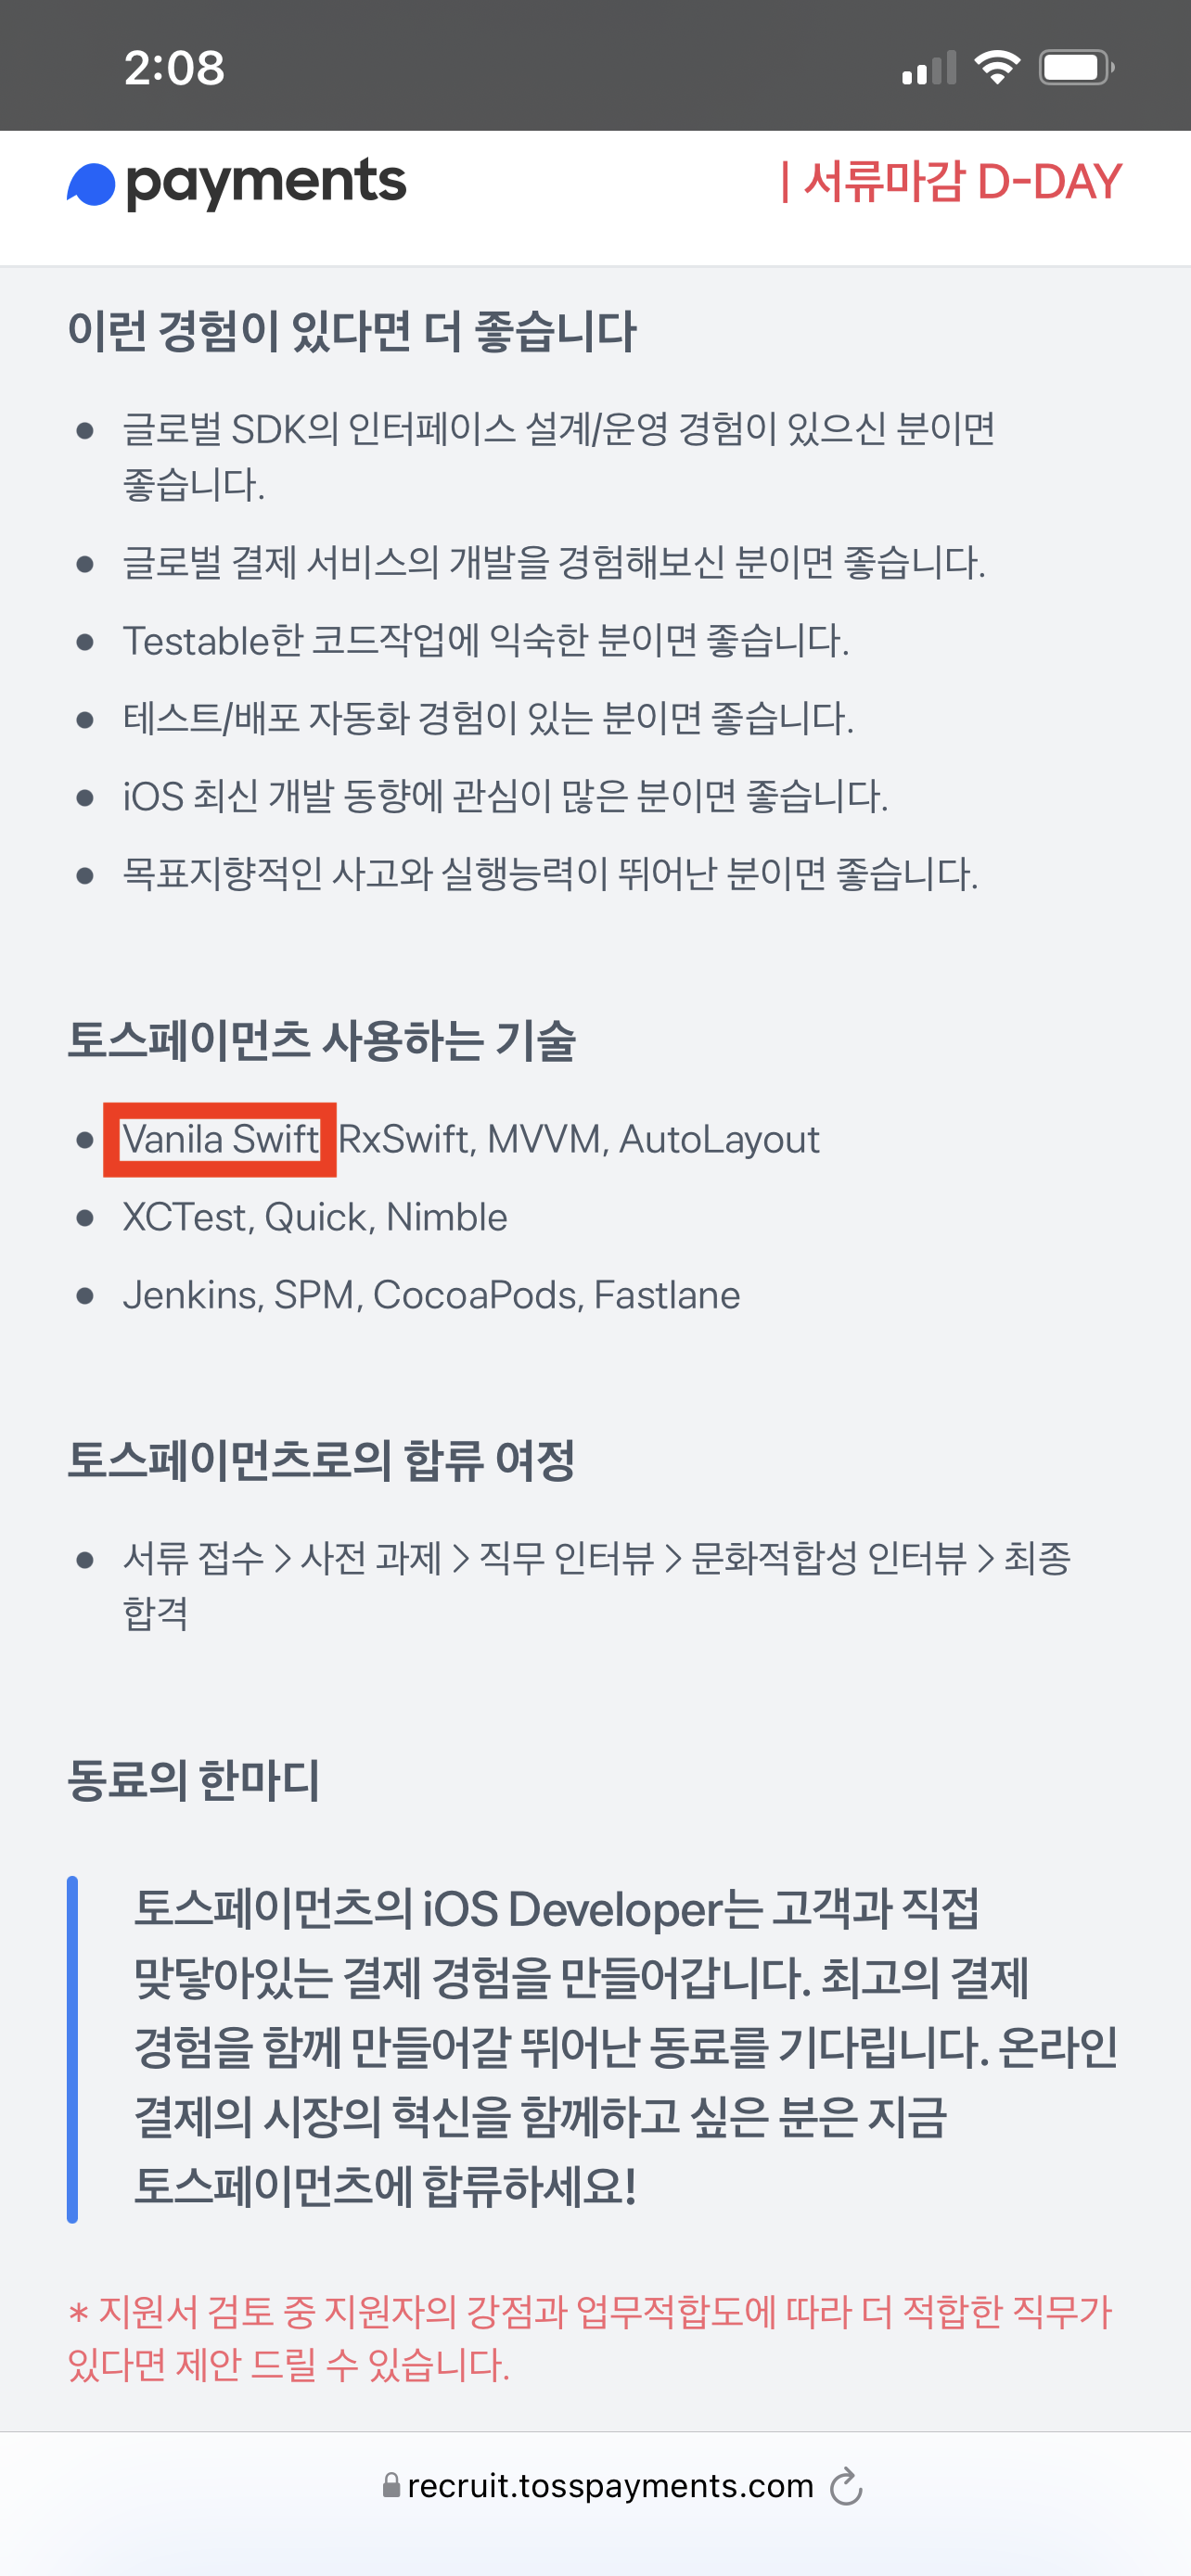 2:08
payments
| 서류마감 D-DAY
이런 경험이 있다면 더 좋습니다
글로벌 SDK의 인터페이스 설계/운영 경험이 있으신 분이면
좋습니다.
글로벌 결제 서비스의 개발을 경험해보신 분이면 좋습니다.
Testable한 코드작업에 익숙한 분이면 좋습니다.
테스트/배포 자동화 경험이 있는 분이면 좋습니다.
iOS 최신 개발 동향에 관심이 많은 분이면 좋습니다.
목표지향적인 사고와 실행능력이 뛰어난 분이면 좋습니다.
토스페이먼츠 사용하는 기술
Vanila Swift RxSwift, MVVM, AutoLayout
XCTest, Quick, Nimble
Jenkins, SPM, CocoaPods, Fastlane
토스페이먼츠로의 합류 여정
서류 접수 > 사전 과제 > 직무 인터뷰 > 문화적합성 인터뷰 > 최종
합격
동료의 한마디
토스페이먼츠의 iOS Developer는 고객과 직접
맞닿아있는 결제 경험을 만들어갑니다. 최고의 결제
경험을 함께 만들어갈 뛰어난 동료를 기다립니다. 온라인
결제의 시장의 혁신을 함께하고 싶은 분은 지금
토스페이먼츠에 합류하세요!
* 지원서 검토 중 지원자의 강점과 업무적합도에 따라 더 적합한 직무가
있다면 제안 드릴 수 있습니다.
recruit.tosspayments.com